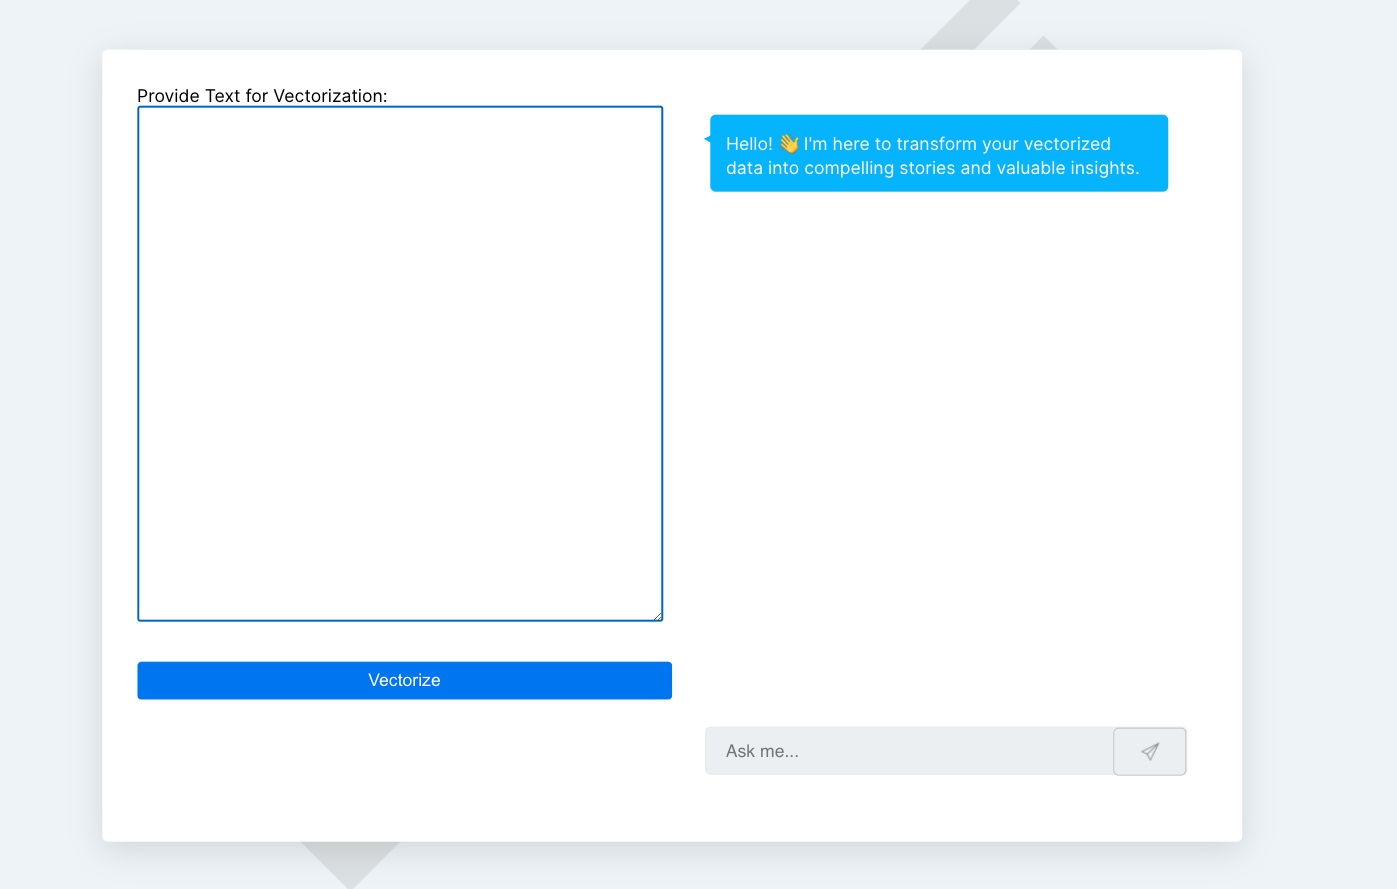 Provide Text for Vectorization:
Hello! 👋 I'm here to transform your vectorized
data into compelling stories and valuable insights.
Vectorize
Ask me...